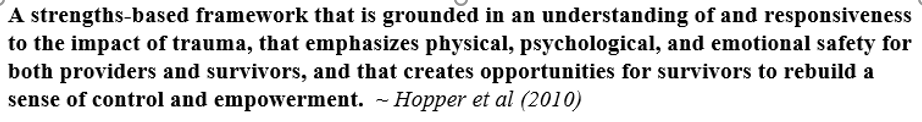 A strengths-based framework that is grounded in an understanding of and responsiveness
to the impact of trauma, that emphasizes physical, psychological, and emotional safety for
both providers and survivors, and that creates opportunities for survivors to rebuild a
sense of control and empowerment. ~ Hopper et al (2010)